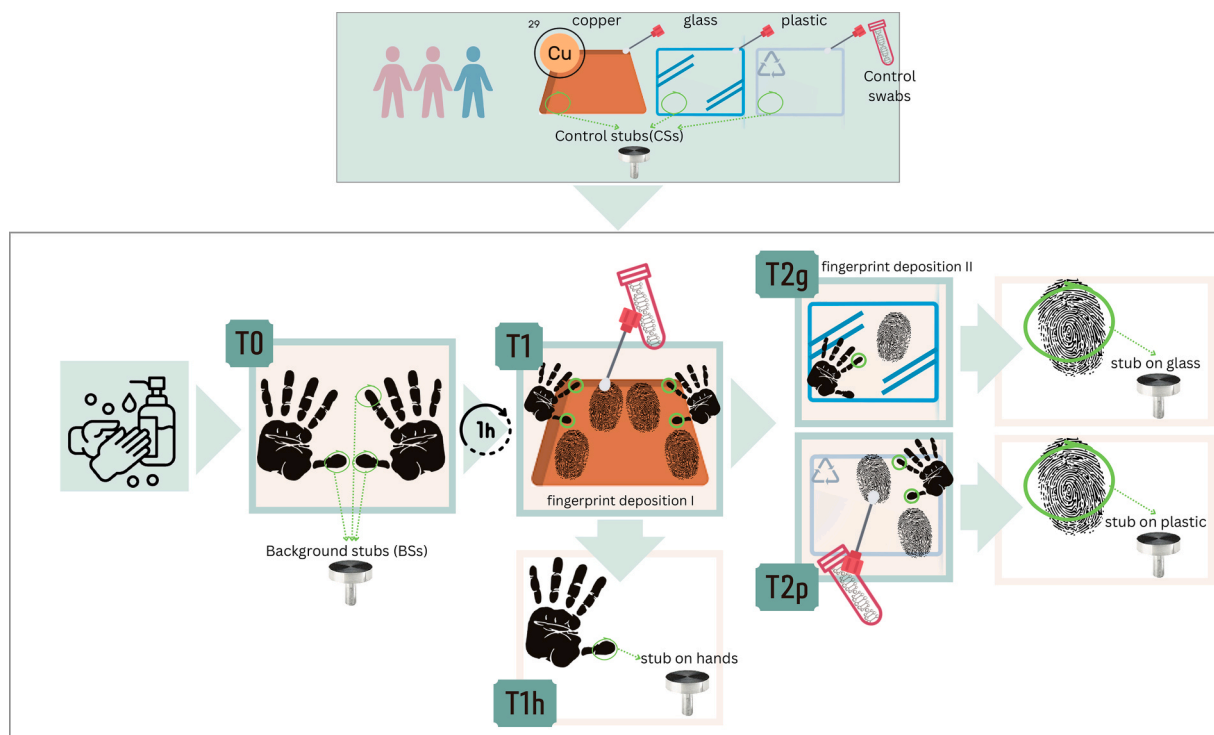 29
copper
glass
plastic
Cu
Control
swabs
Control stubs(CSs)
T0
1h
Background stubs (BSs)
T1
fingerprint deposition I
T1h
stub on hands
T2g
fingerprint deposition II
stub on glass
T2p
stub on plastic